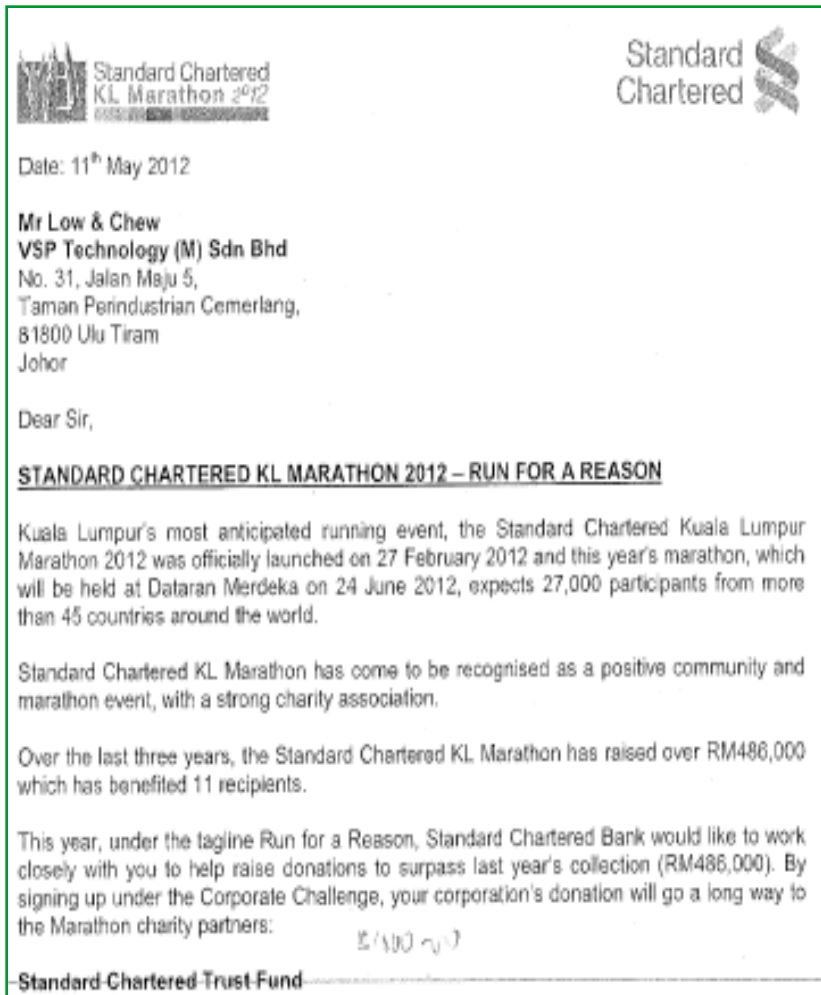 Standard Chartered
KL Marathon 2012
Standard
Chartered
Date: 11th May 2012
Mr Low & Chew
VSP Technology (M) Sdn Bhd
No. 31, Jalan Maju 5,
Taman Perindustrian Cemerlang,
81800 Ulu Tiram
Johor
Dear Sir,
STANDARD CHARTERED KL MARATHON 2012 – RUN FOR A REASON
Kuala Lumpur's most anticipated running event, the Standard Chartered Kuala Lumpur
Marathon 2012 was officially launched on 27 February 2012 and this year's marathon, which
will be held at Dataran Merdeka on 24 June 2012, expects 27,000 participants from more
than 45 countries around the world.
Standard Chartered KL Marathon has come to be recognised as a positive community and
marathon event, with a strong charity association.
Over the last three years, the Standard Chartered KL Marathon has raised over RM486,000
which has benefited 11 recipients.
This year, under the tagline Run for a Reason, Standard Chartered Bank would like to work
closely with you to help raise donations to surpass last year's collection (RM486,000). By
signing up under the Corporate Challenge, your corporation's donation will go a long way to
the Marathon charity partners:
Standard Chartered Trust Fund